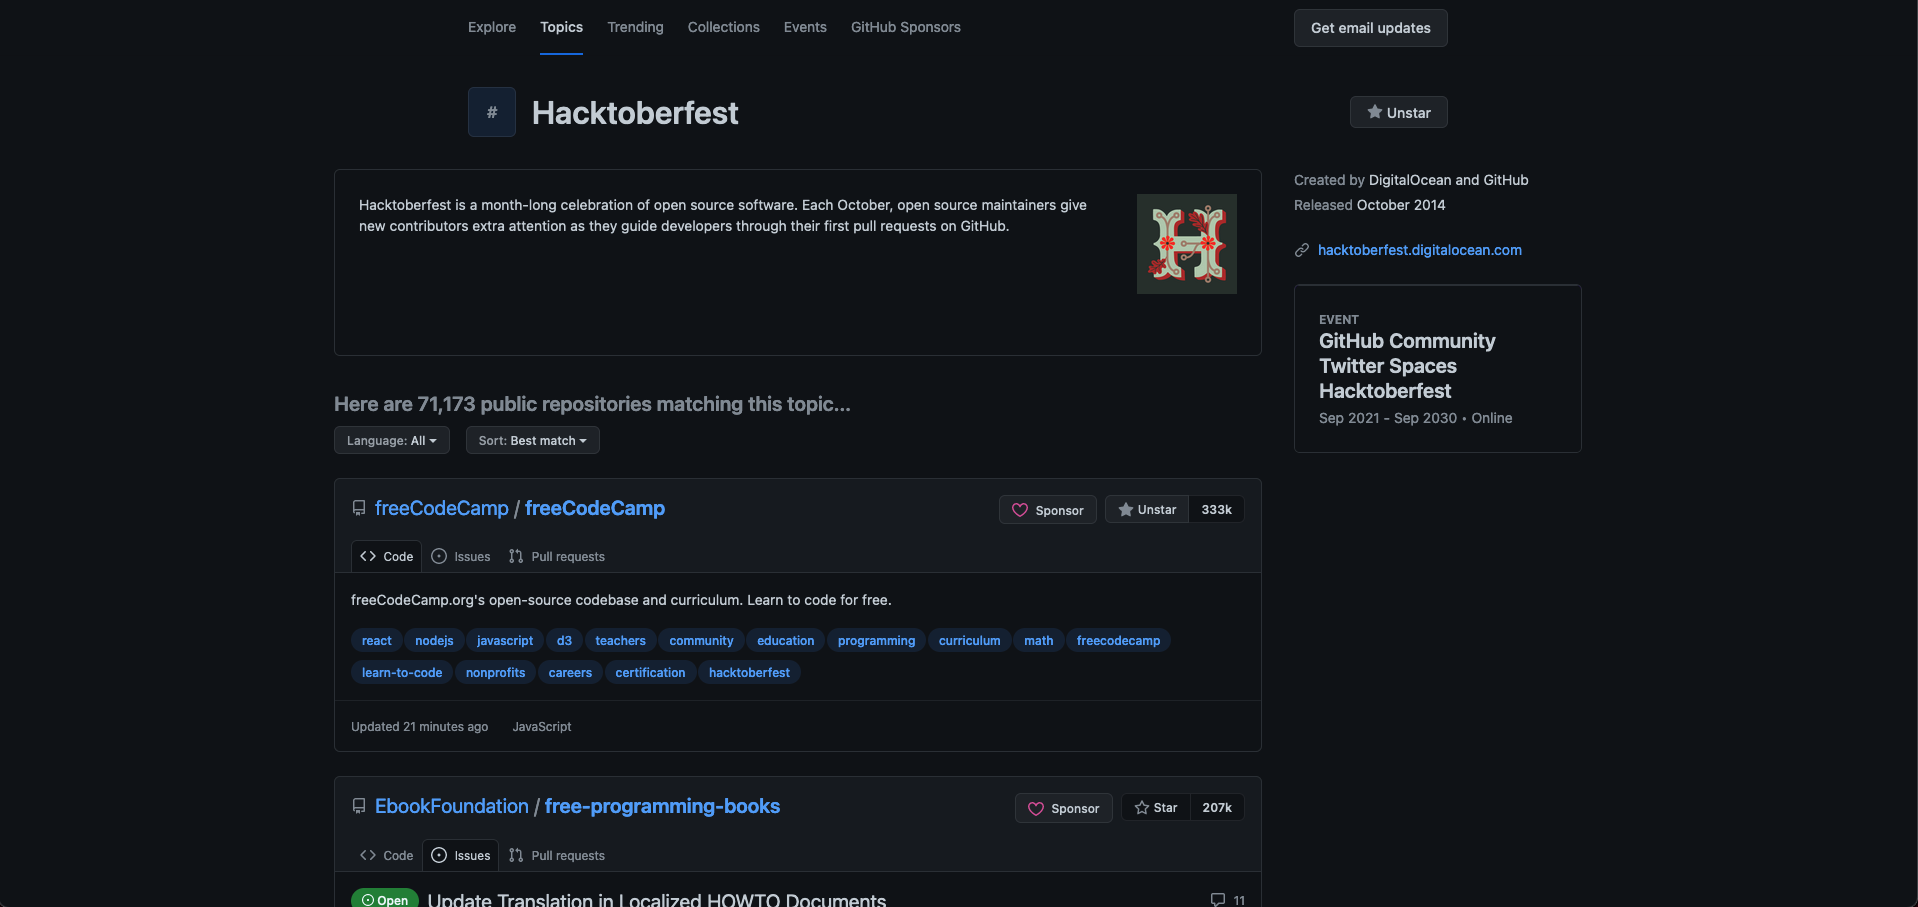 Explore Topics Trending Collections Events GitHub Sponsors Get email updates
# Hacktoberfest Unstar
Hacktoberfest is a month-long celebration of open source software. Each October, open source maintainers give
new contributors extra attention as they guide developers through their first pull requests on GitHub.
H
Created by DigitalOcean and GitHub
Released October 2014
hacktoberfest.digitalocean.com
EVENT
GitHub Community
Twitter Spaces
Hacktoberfest
Sep 2021 - Sep 2030 • Online
Here are 71,173 public repositories matching this topic...
Language: All Sort: Best match
freeCodeCamp / freeCodeCamp Sponsor Unstar 333k
Code Issues Pull requests
freeCodeCamp.org's open-source codebase and curriculum. Learn to code for free.
react nodejs javascript d3 teachers community education programming curriculum math freecodecamp
learn-to-code nonprofits careers certification hacktoberfest
Updated 21 minutes ago JavaScript
EbookFoundation / free-programming-books Sponsor Star 207k
Code Issues Pull requests
Open Update Translation in Localized HOWTO Documents 11